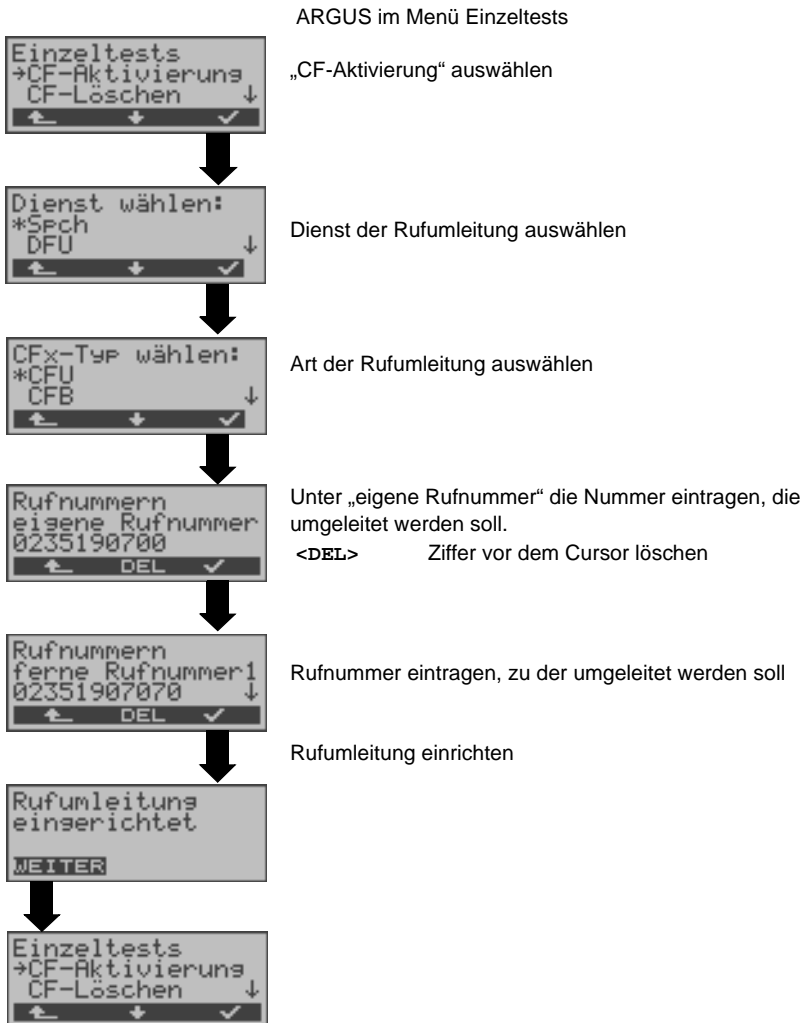 ARGUS im Menü Einzeltests
Einzeltests
→CF-Aktivierung
CF-Löschen ↓
„CF-Aktivierung“ auswählen
Dienst wählen:
*Spch
DFU ↓
Dienst der Rufumleitung auswählen
CFx-Typ wählen:
*CFU
CFB ↓
Art der Rufumleitung auswählen
Rufnummern
eigene Rufnummer
0235190700
DEL
Unter „eigene Rufnummer“ die Nummer eintragen, die
umgeleitet werden soll.
<DEL> Ziffer vor dem Cursor löschen
Rufnummern
ferne Rufnummer1
02351907070 ↓
DEL
Rufnummer eintragen, zu der umgeleitet werden soll
Rufumleitung einrichten
Rufumleitung
eingerichtet
WEITER
Einzeltests
→CF-Aktivierung
CF-Löschen ↓